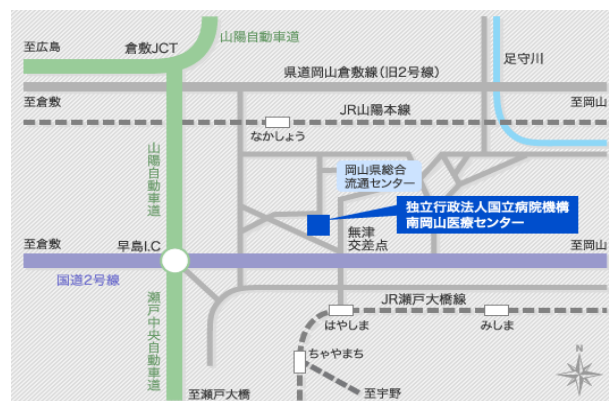 山陽自動車道
至広島
倉敷JCT
足守川
県道岡山倉敷線(旧2号線)
至倉敷
至岡山
JR山陽本線
なかしょう
山陽自動車道
岡山県総合
流通センター
独立行政法人国立病院機構
南岡山医療センター
無津
交差点
至倉敷
早島I.C
至岡山
国道2号線
瀬戸中央自動車道
JR瀬戸大橋線
はやしま
みしま
ちゃやまち
N
至瀬戸大橋
至宇野